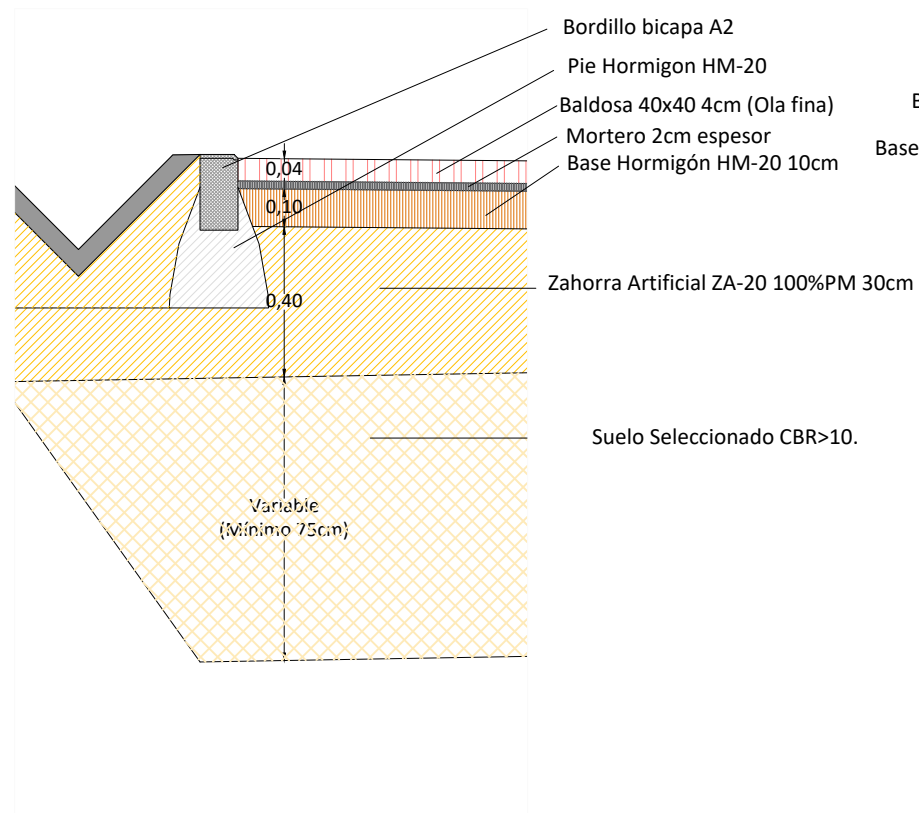 Bordillo bicapa A2
Pie Hormigon HM-20
Baldosa 40x40 4cm (Ola fina)
B
Mortero 2cm espesor
Base
Base Hormigón HM-20 10cm
0,04
0,10
Zahorra Artificial ZA-20 100%PM 30cm
0,40
Suelo Seleccionado CBR>10.
Variable
(Mínimo 75cm)